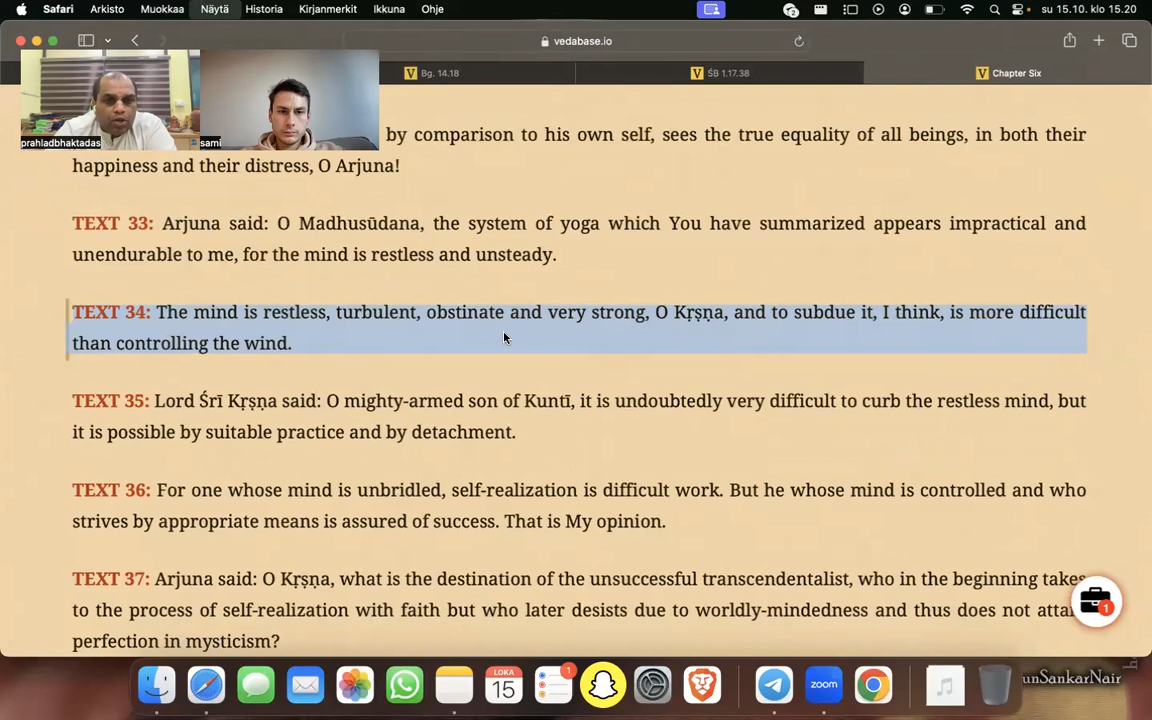 Safari Arkisto Muokkaa Näytä Historia Kirjanmerkit Ikkuna Ohje su 15.10. klo 15.20
vedabase.io
Bg. 14.18 ŚB 1.17.38 Chapter Six
prahladbhaktadas sami
by comparison to his own self, sees the true equality of all beings, in both their
happiness and their distress, O Arjuna!
TEXT 33: Arjuna said: O Madhusūdana, the system of yoga which You have summarized appears impractical and
unendurable to me, for the mind is restless and unsteady.
TEXT 34: The mind is restless, turbulent, obstinate and very strong, O Kṛṣṇa, and to subdue it, I think, is more difficult
than controlling the wind.
TEXT 35: Lord Śrī Kṛṣṇa said: O mighty-armed son of Kuntī, it is undoubtedly very difficult to curb the restless mind, but
it is possible by suitable practice and by detachment.
TEXT 36: For one whose mind is unbridled, self-realization is difficult work. But he whose mind is controlled and who
strives by appropriate means is assured of success. That is My opinion.
TEXT 37: Arjuna said: O Kṛṣṇa, what is the destination of the unsuccessful transcendentalist, who in the beginning takes
to the process of self-realization with faith but who later desists due to worldly-mindedness and thus does not atta
perfection in mysticism?
1
LOKA
15
1
zoom
unSankarNair